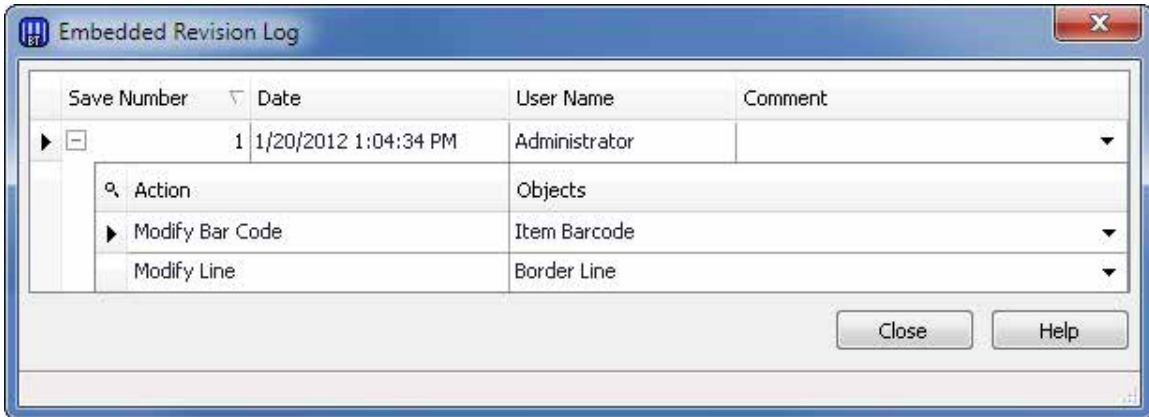 BT Embedded Revision Log
Save Number Date User Name Comment
1 1/20/2012 1:04:34 PM Administrator
Action Objects
Modify Bar Code Item Barcode
Modify Line Border Line
Close Help